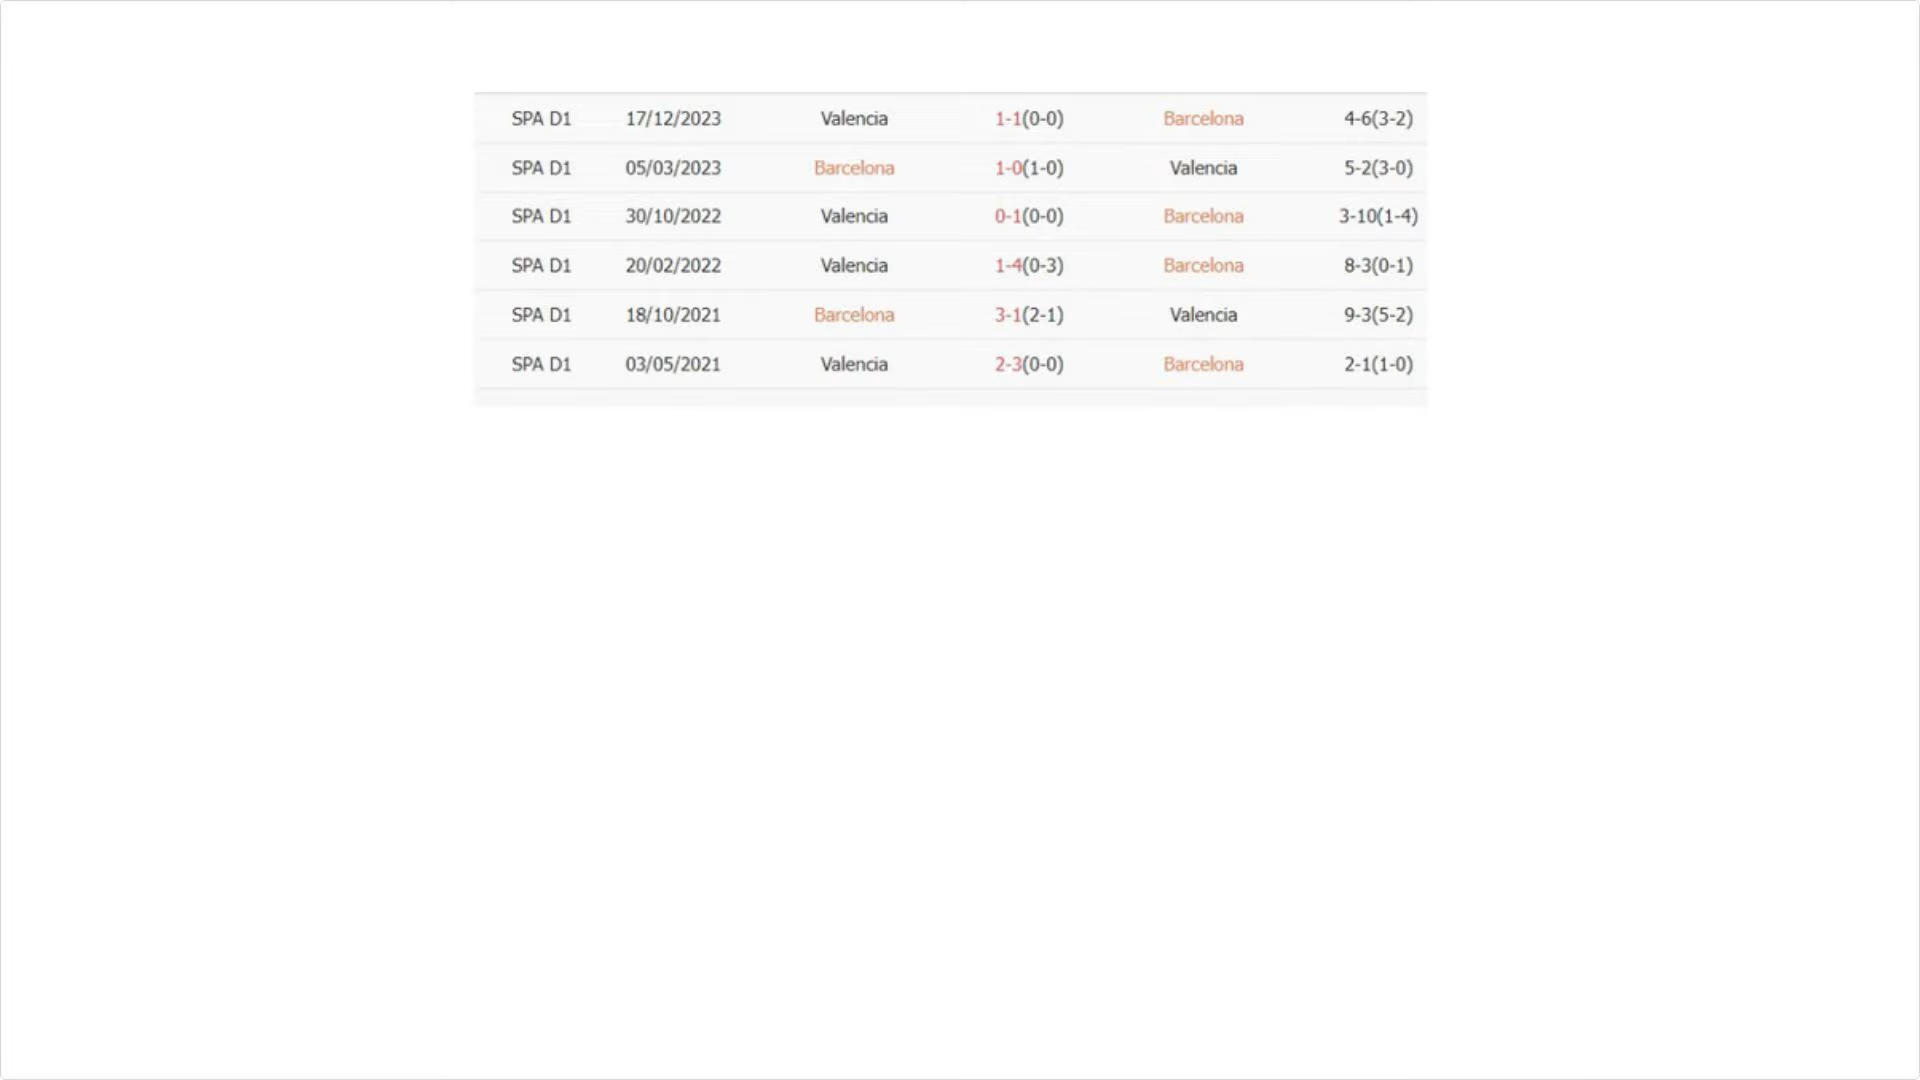 SPA D1 17/12/2023 Valencia 1-1(0-0) Barcelona 4-6(3-2)
SPA D1 05/03/2023 Barcelona 1-0(1-0) Valencia 5-2(3-0)
SPA D1 30/10/2022 Valencia 0-1(0-0) Barcelona 3-10(1-4)
SPA D1 20/02/2022 Valencia 1-4(0-3) Barcelona 8-3(0-1)
SPA D1 18/10/2021 Barcelona 3-1(2-1) Valencia 9-3(5-2)
SPA D1 03/05/2021 Valencia 2-3(0-0) Barcelona 2-1(1-0)